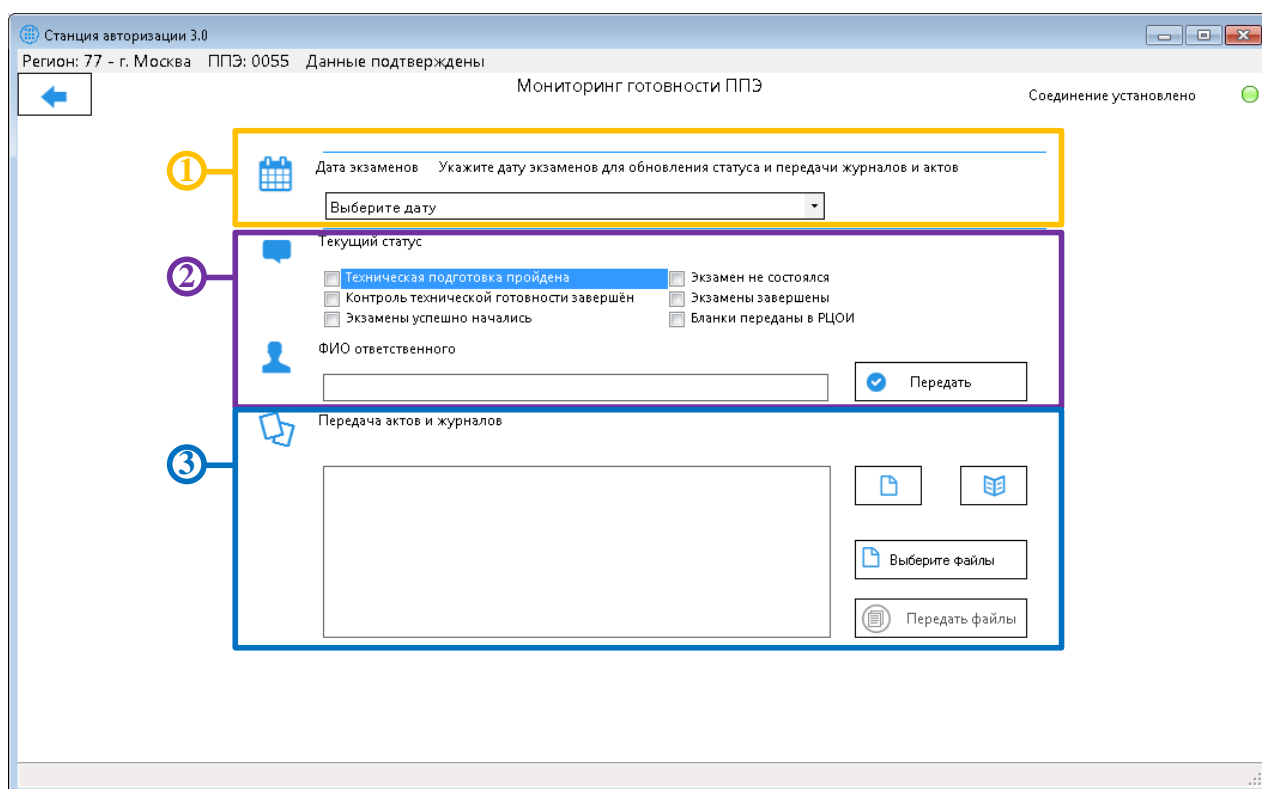 Станция авторизации 3.0
Регион: 77 - г. Москва ППЭ: 0055 Данные подтверждены
Мониторинг готовности ППЭ
Соединение установлено
1
Дата экзаменов Укажите дату экзаменов для обновления статуса и передачи журналов и актов
Выберите дату
2
Текущий статус
Техническая подготовка пройдена Экзамен не состоялся
Контроль технической готовности завершён Экзамены завершены
Экзамены успешно начались Бланки переданы в РЦОИ
ФИО ответственного
Передать
3
Передача актов и журналов
Выберите файлы
Передать файлы